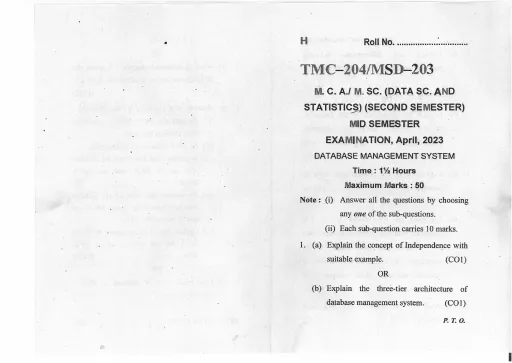 H Roll No. ..............................
TMC–204/MSD–203
M. C. A./ M. SC. (DATA SC. AND
STATISTICS) (SECOND SEMESTER)
MID SEMESTER
EXAMINATION, April, 2023
DATABASE MANAGEMENT SYSTEM
Time : 1½ Hours
Maximum Marks : 50
Note : (i) Answer all the questions by choosing
any one of the sub-questions.
(ii) Each sub-question carries 10 marks.
1. (a) Explain the concept of Independence with
suitable example. (CO1)
OR
(b) Explain the three-tier architecture of
database management system. (CO1)
P. T. O.